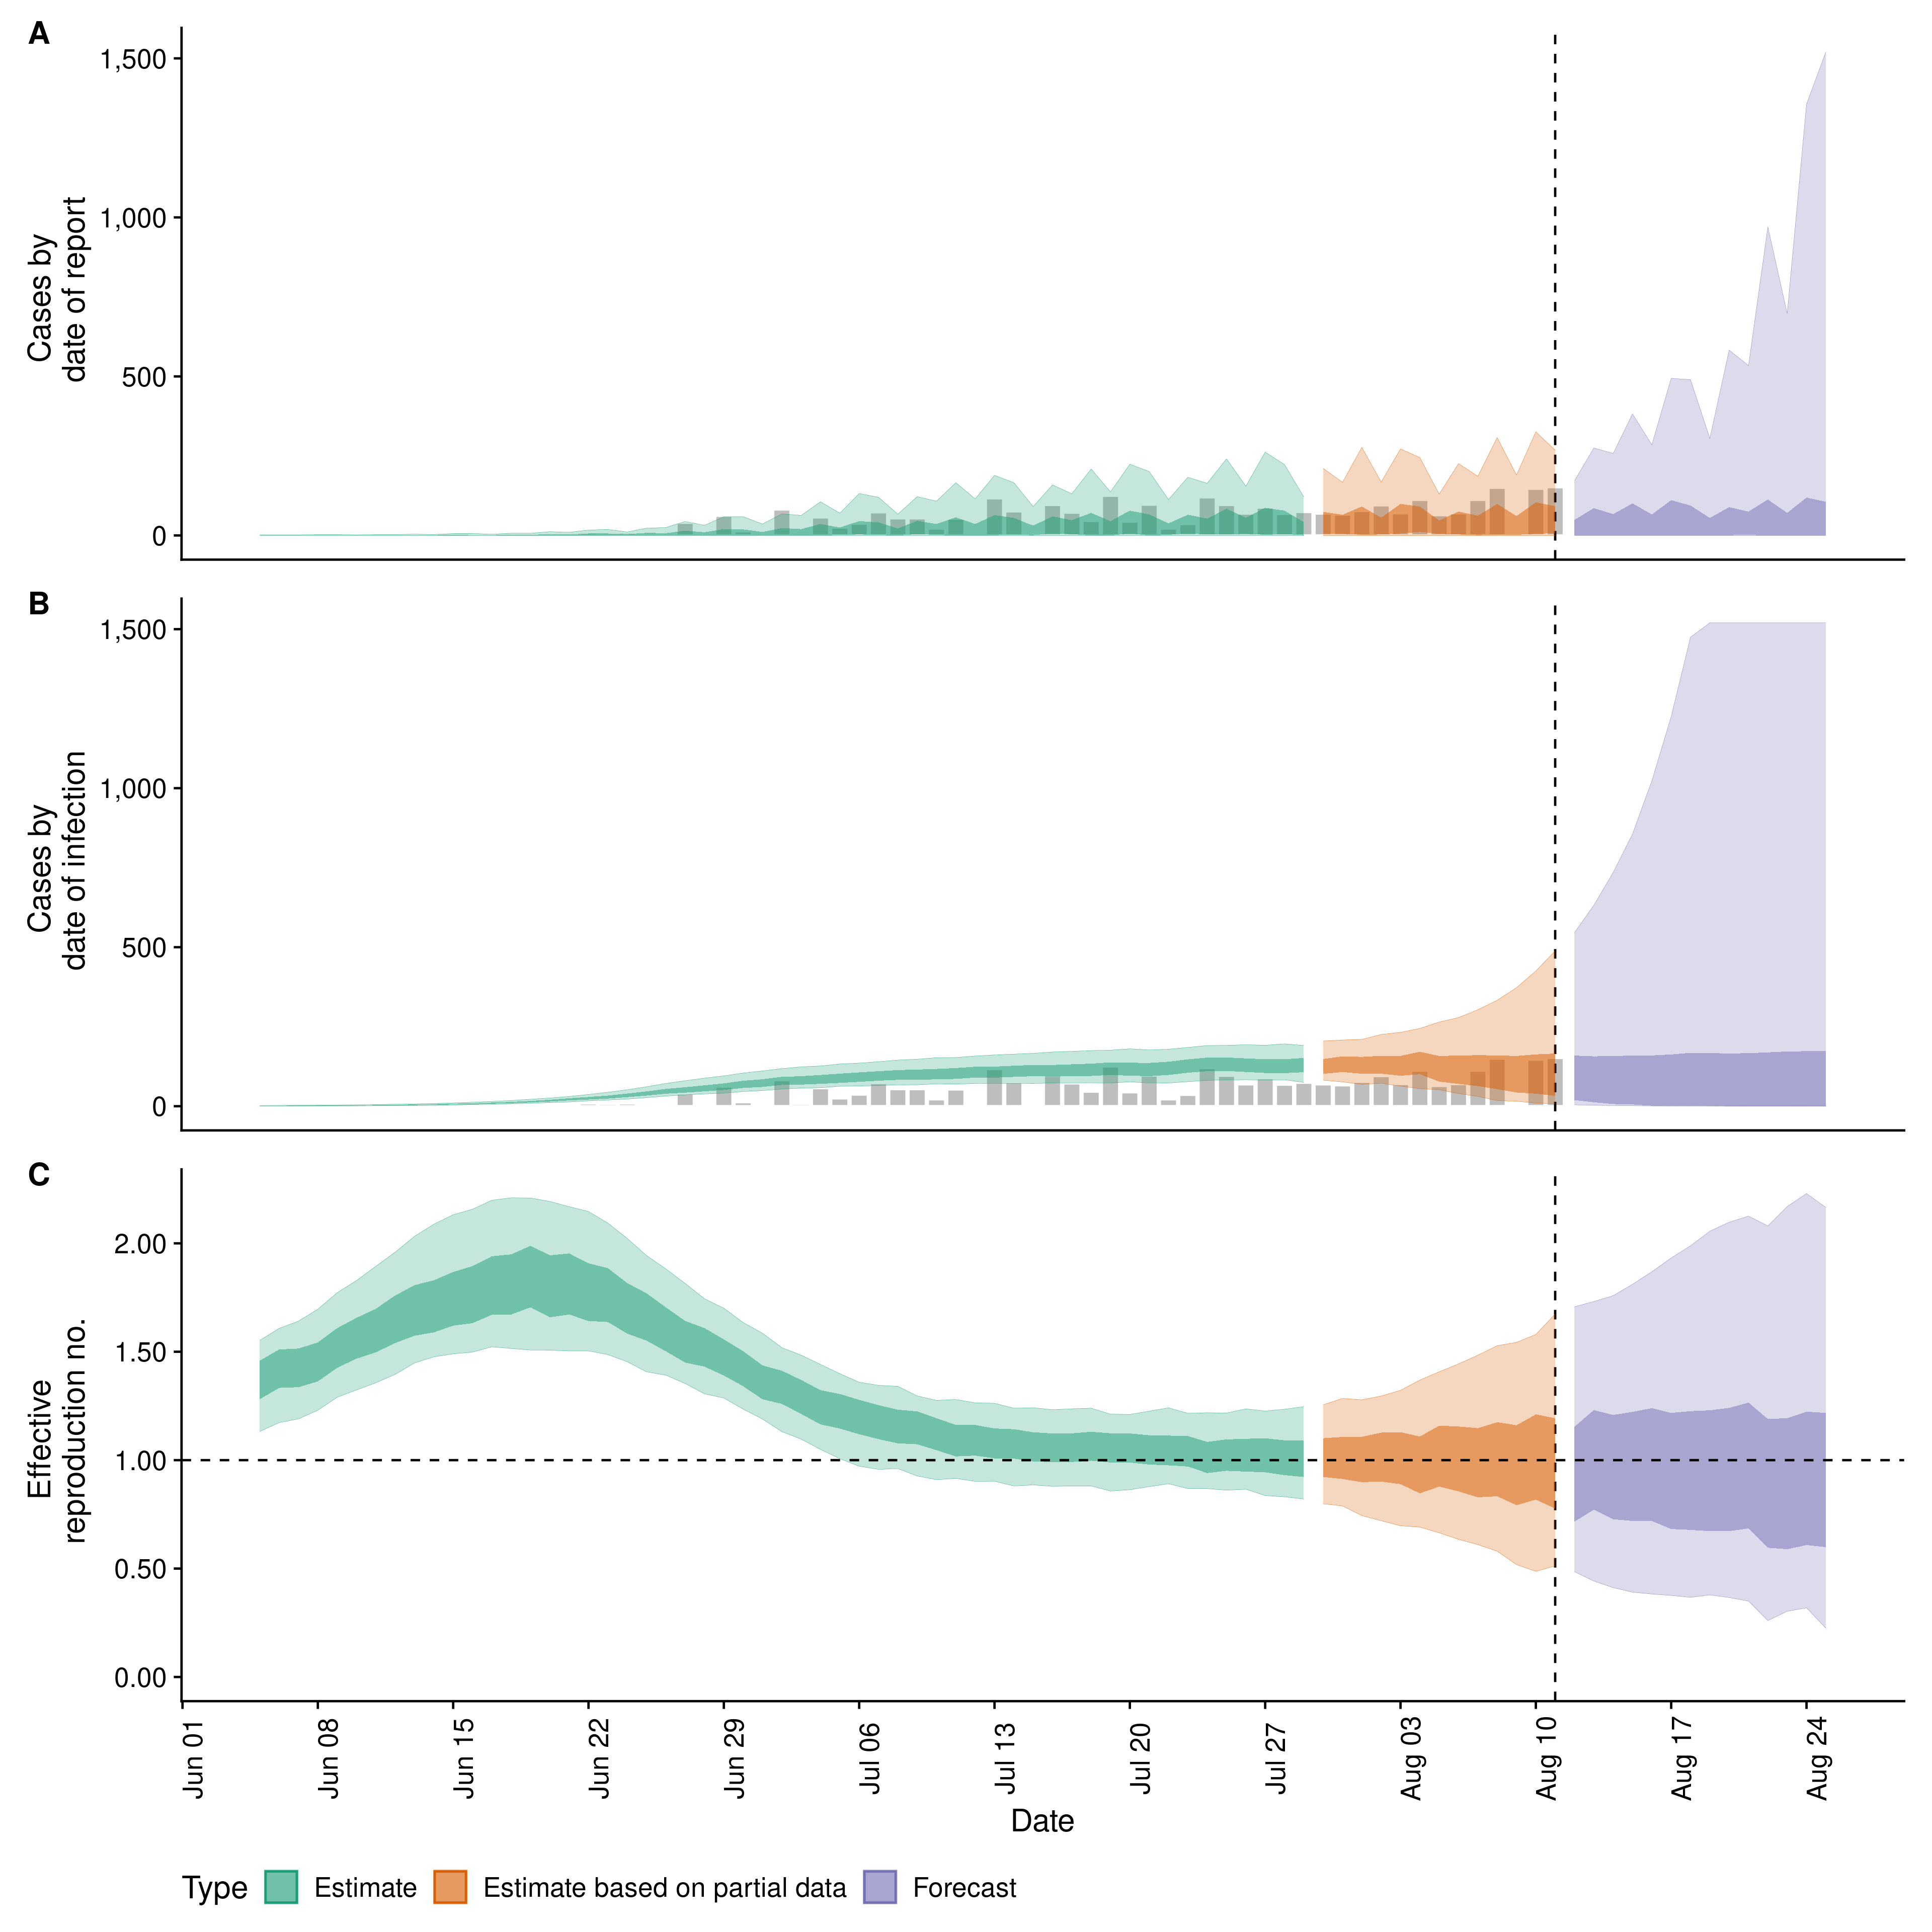 A
Cases by
date of report
1,500
1,000
500
0
B
Cases by
date of infection
1,500
1,000
500
0
C
Effective
reproduction no.
2.00
1.50
1.00
0.50
0.00
Jun 01
Jun 08
Jun 15
Jun 22
Jun 29
Jul 06
Jul 13
Jul 20
Jul 27
Aug 03
Aug 10
Aug 17
Aug 24
Date
Type Estimate Estimate based on partial data Forecast